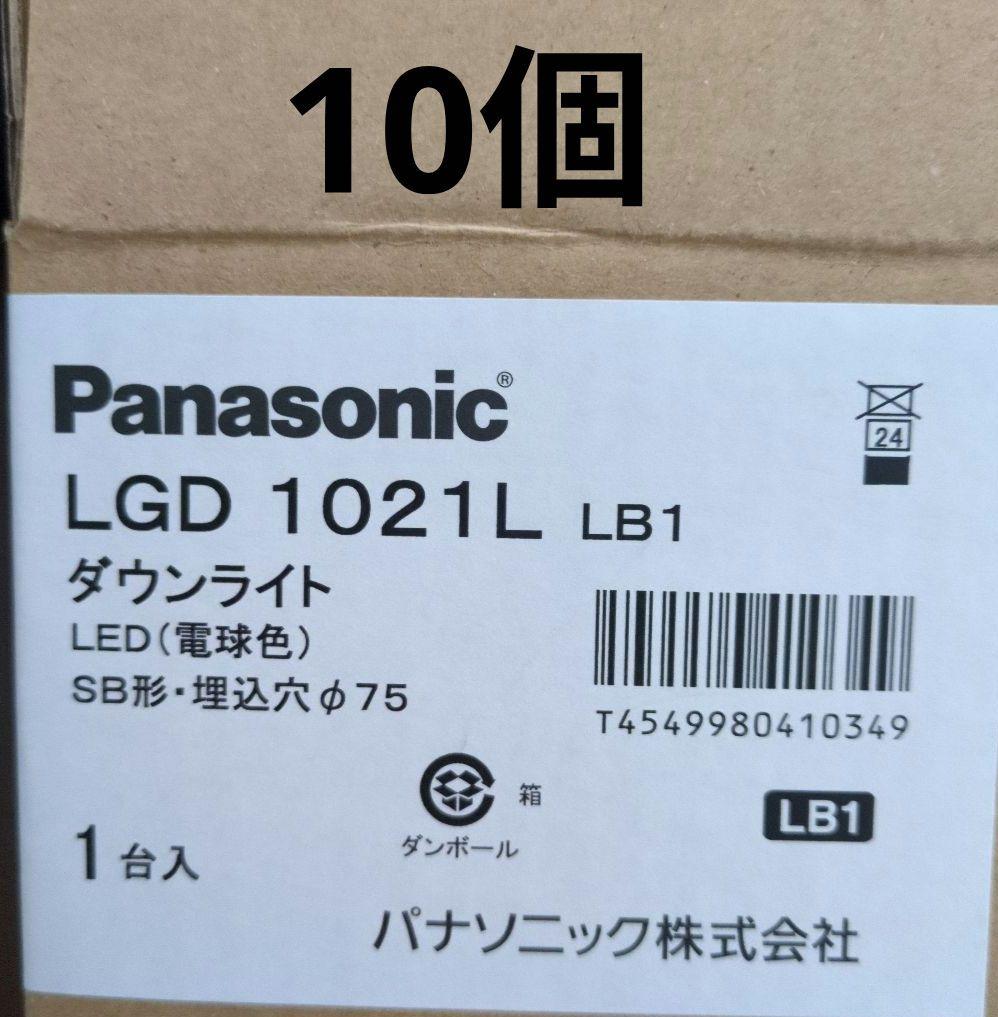 10個
Panasonic®
LGD 1021L LB1
24
ダウンライト
LED(電球色)
SB形・埋込穴φ75
T4549980410349
箱
ダンボール
LB1
1台入
パナソニック株式会社